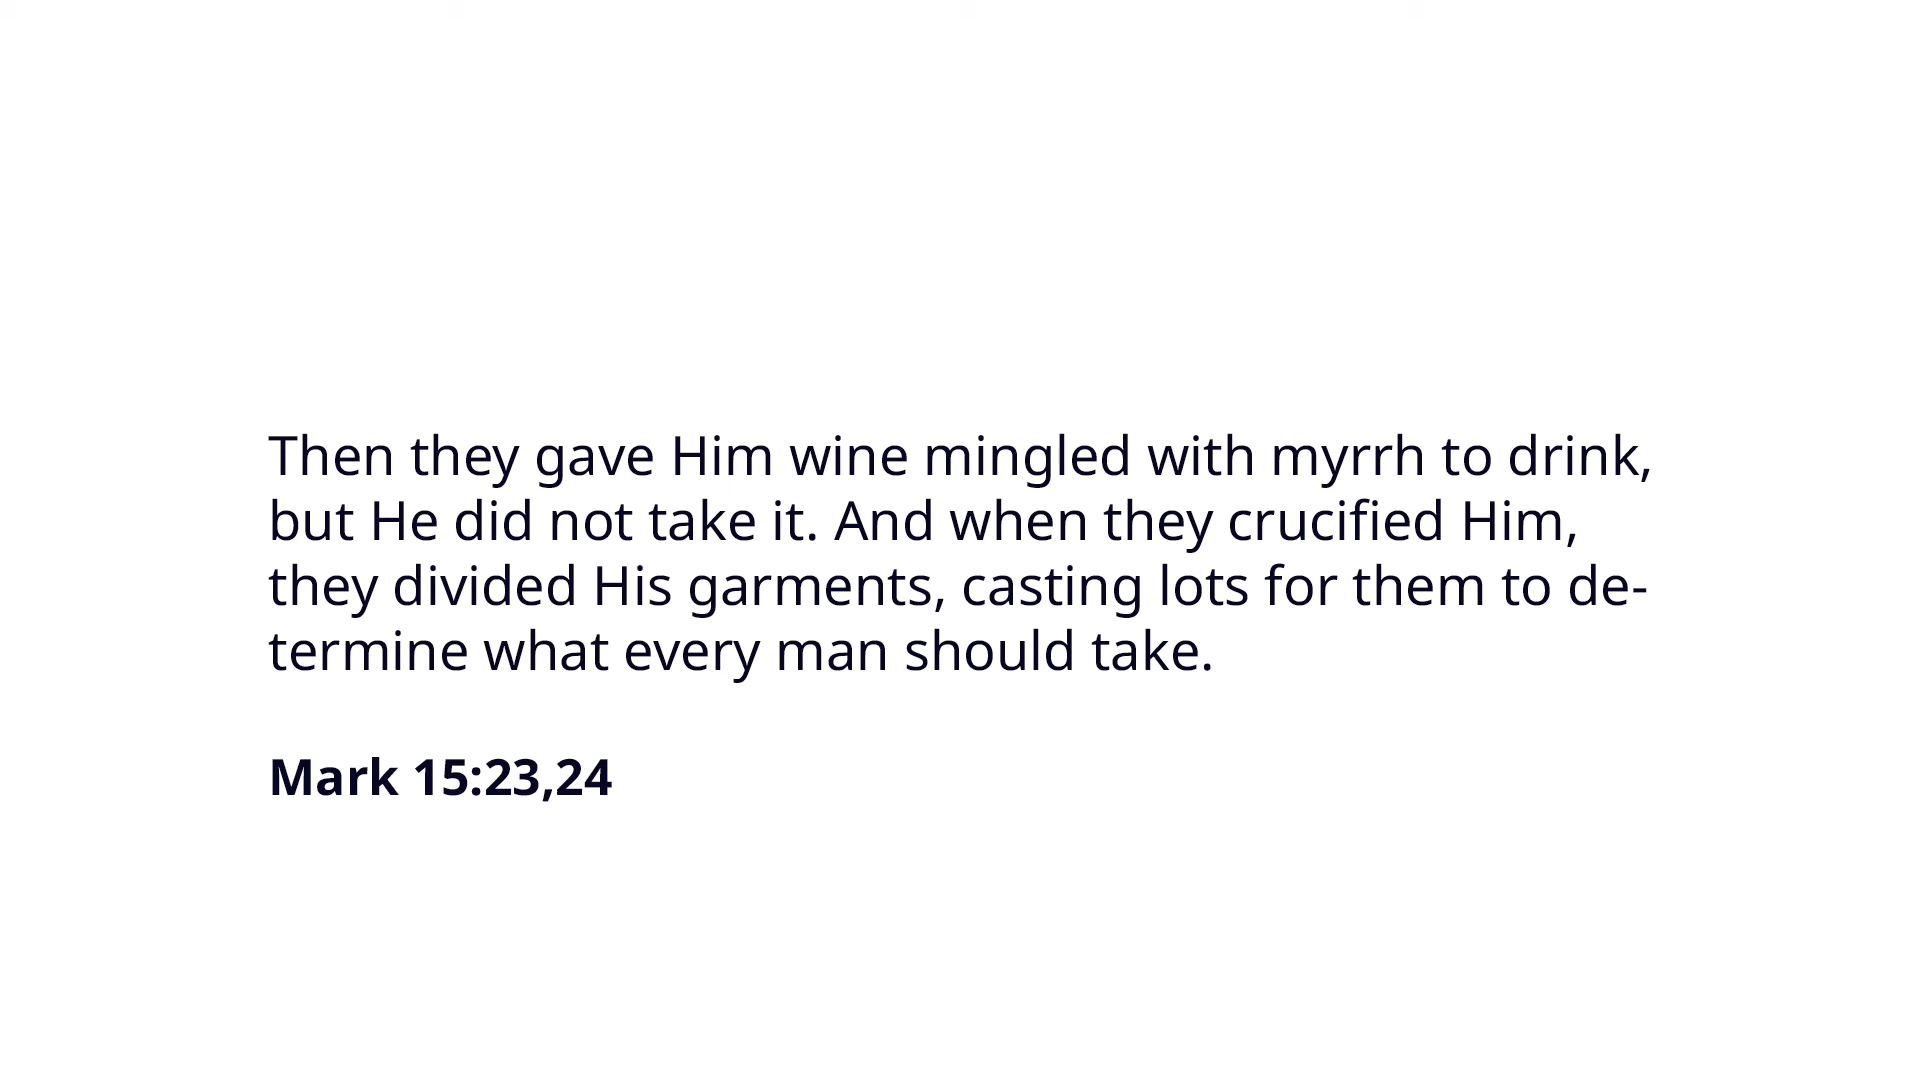 Then they gave Him wine mingled with myrrh to drink,
but He did not take it. And when they crucified Him,
they divided His garments, casting lots for them to de-
termine what every man should take.
Mark 15:23,24